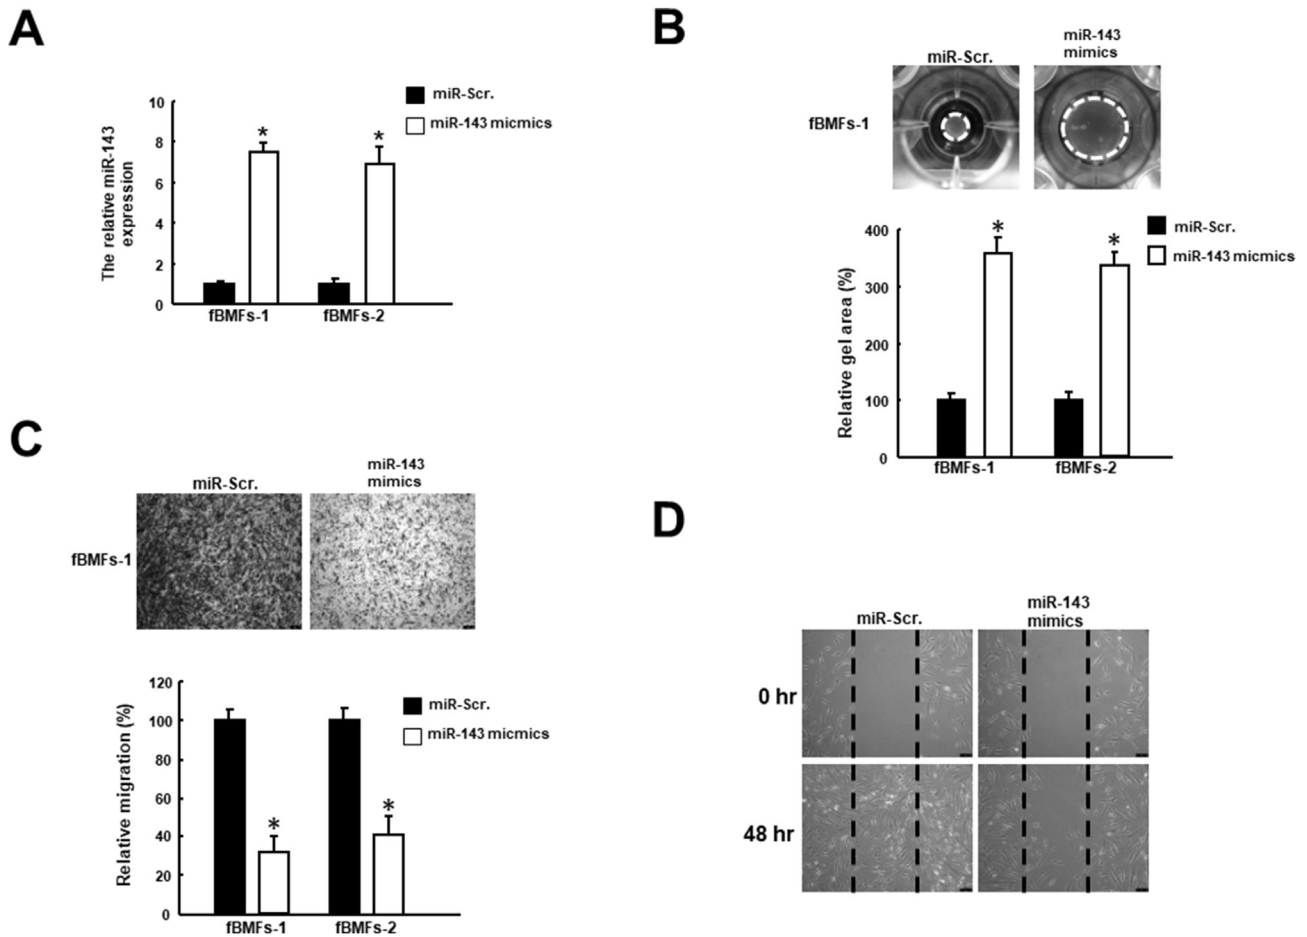 A
10
8
6
4
2
0
The relative miR-143
expression
*
*
fBMFs-1
fBMFs-2
miR-Scr.
miR-143 micmics
B
miR-Scr.
miR-143
mimics
fBMFs-1
400
300
200
100
0
Relative gel area (%)
*
*
fBMFs-1
fBMFs-2
miR-Scr.
miR-143 micmics
C
miR-Scr.
miR-143
mimics
fBMFs-1
120
100
80
60
40
20
0
Relative migration (%)
*
*
fBMFs-1
fBMFs-2
miR-Scr.
miR-143 micmics
D
miR-Scr.
miR-143
mimics
0 hr
48 hr